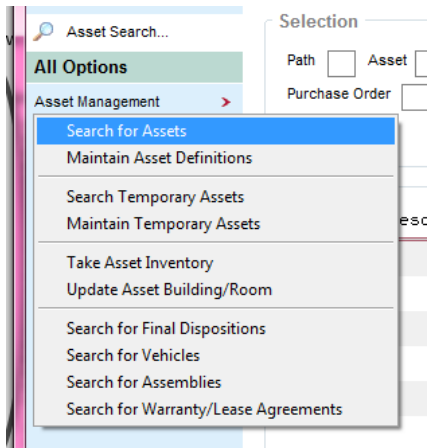 Selection
Asset Search...
All Options
Path
Asset
Asset Management
Purchase Order
Search for Assets
Maintain Asset Definitions
Search Temporary Assets
Maintain Temporary Assets
Take Asset Inventory
Update Asset Building/Room
Search for Final Dispositions
Search for Vehicles
Search for Assemblies
Search for Warranty/Lease Agreements